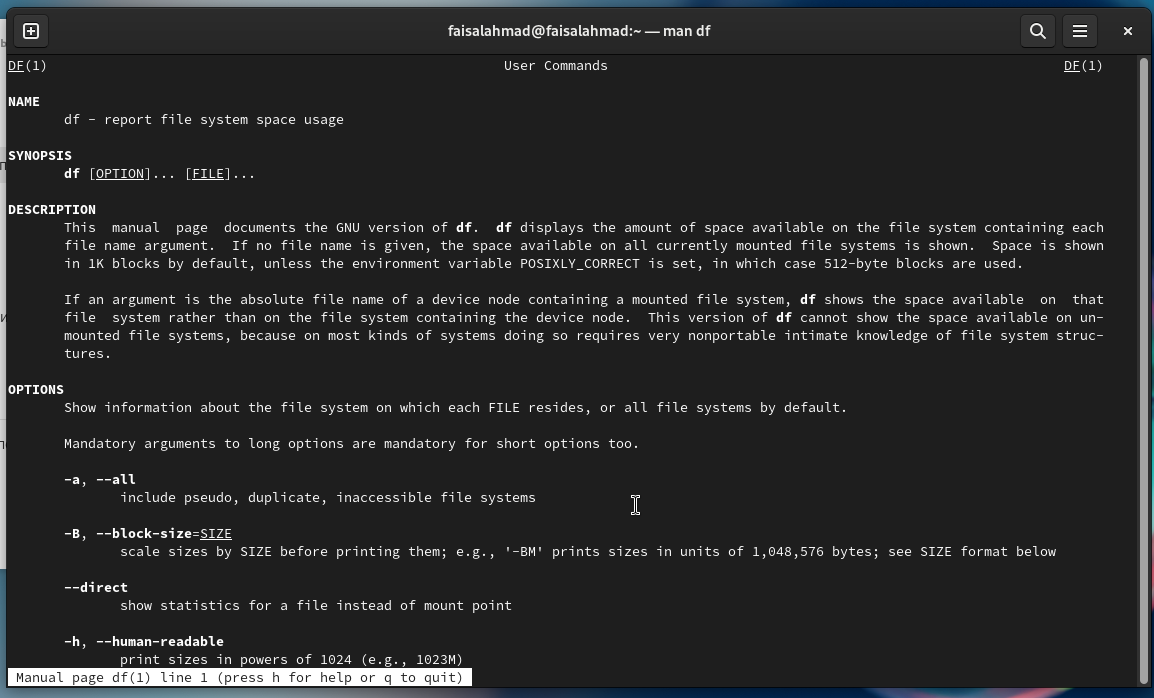 faisalahmad@faisalahmad:~ — man df
DF(1) User Commands DF(1)
NAME
df - report file system space usage
SYNOPSIS
df [OPTION]... [FILE]...
DESCRIPTION
This manual page documents the GNU version of df. df displays the amount of space available on the file system containing each
file name argument. If no file name is given, the space available on all currently mounted file systems is shown. Space is shown
in 1K blocks by default, unless the environment variable POSIXLY_CORRECT is set, in which case 512-byte blocks are used.
If an argument is the absolute file name of a device node containing a mounted file system, df shows the space available on that
file system rather than on the file system containing the device node. This version of df cannot show the space available on un-
mounted file systems, because on most kinds of systems doing so requires very nonportable intimate knowledge of file system struc-
tures.
OPTIONS
Show information about the file system on which each FILE resides, or all file systems by default.
Mandatory arguments to long options are mandatory for short options too.
-a, --all
include pseudo, duplicate, inaccessible file systems
-B, --block-size=SIZE
scale sizes by SIZE before printing them; e.g., '-BM' prints sizes in units of 1,048,576 bytes; see SIZE format below
--direct
show statistics for a file instead of mount point
-h, --human-readable
print sizes in powers of 1024 (e.g., 1023M)
Manual page df(1) line 1 (press h for help or q to quit)